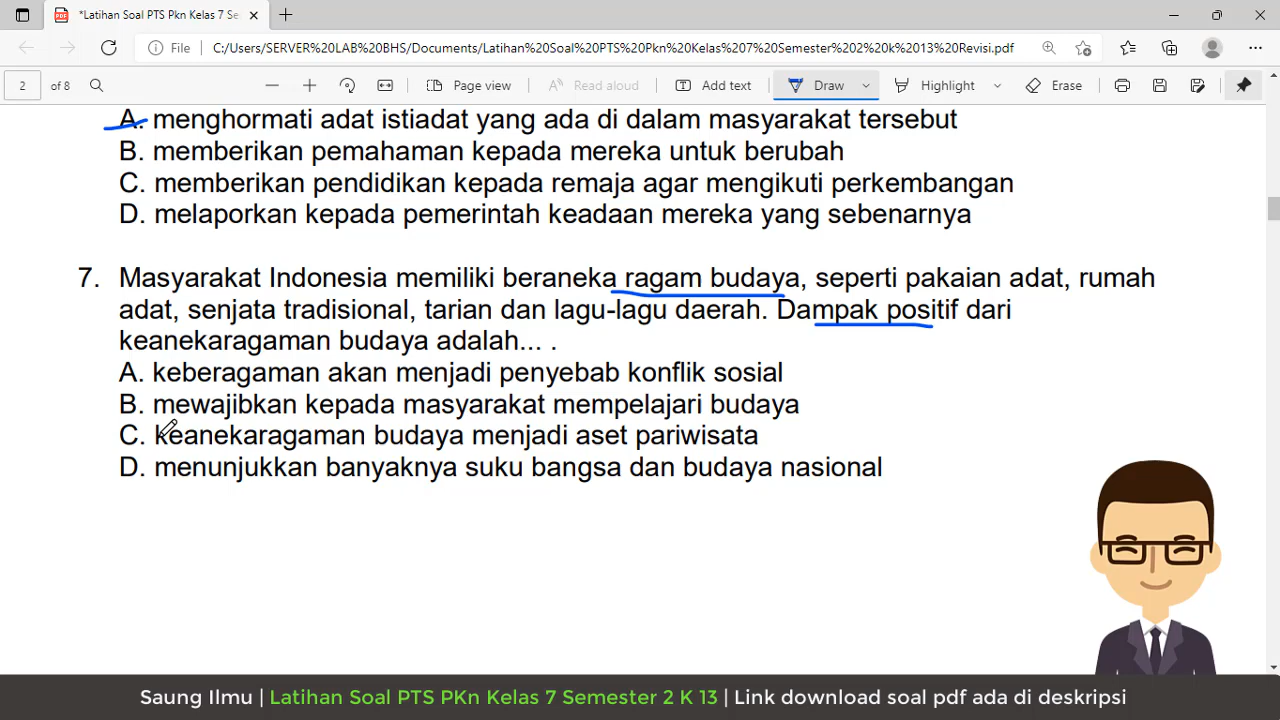 *Latihan Soal PTS Pkn Kelas 7 Se
File
C:/Users/SERVER%20LAB%20BHS/Documents/Latihan%20Soal%20PTS%20Pkn%20Kelas%207%20Semester%202%20k%2013%20Revisi.pdf
2 of 8
Page view
Read aloud
Add text
Draw
Highlight
Erase
A. menghormati adat istiadat yang ada di dalam masyarakat tersebut
B. memberikan pemahaman kepada mereka untuk berubah
C. memberikan pendidikan kepada remaja agar mengikuti perkembangan
D. melaporkan kepada pemerintah keadaan mereka yang sebenarnya
7. Masyarakat Indonesia memiliki beraneka ragam budaya, seperti pakaian adat, rumah
adat, senjata tradisional, tarian dan lagu-lagu daerah. Dampak positif dari
keanekaragaman budaya adalah... .
A. keberagaman akan menjadi penyebab konflik sosial
B. mewajibkan kepada masyarakat mempelajari budaya
C. keanekaragaman budaya menjadi aset pariwisata
D. menunjukkan banyaknya suku bangsa dan budaya nasional
Saung Ilmu | Latihan Soal PTS PKn Kelas 7 Semester 2 K 13 | Link download soal pdf ada di deskripsi